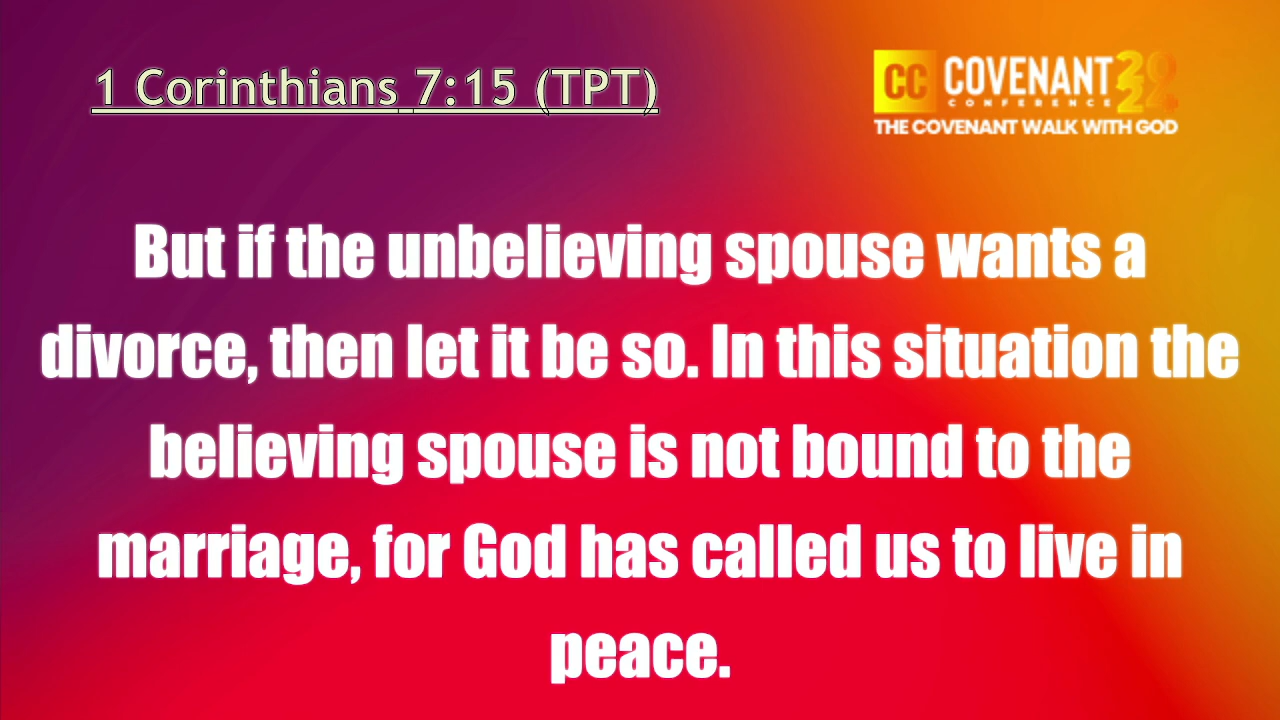 1 Corinthians 7:15 (TPT)
CC COVENANT
CONFERENCE
THE COVENANT WALK WITH GOD
But if the unbelieving spouse wants a
divorce, then let it be so. In this situation the
believing spouse is not bound to the
marriage, for God has called us to live in
peace.